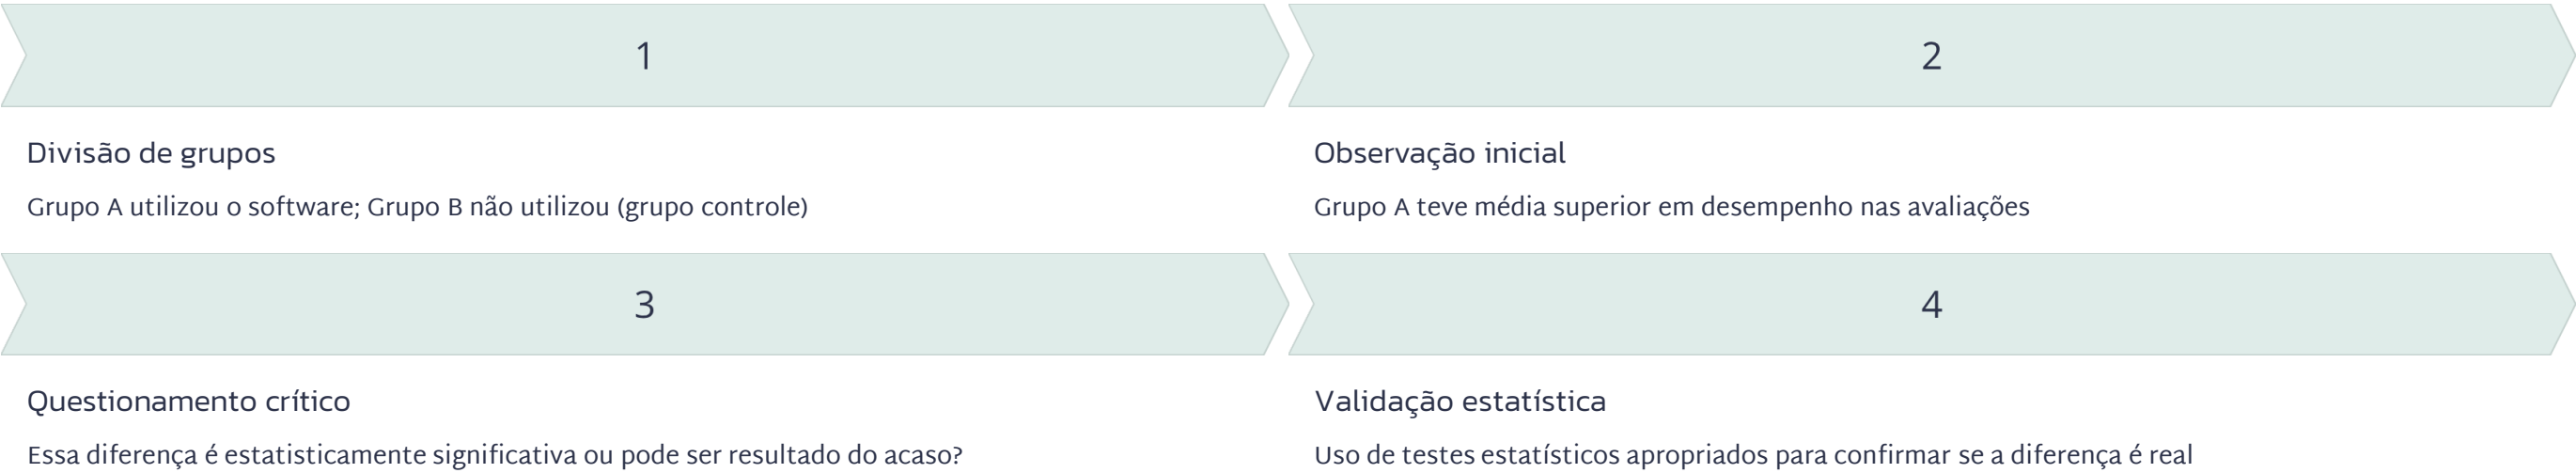 1
2
Divisão de grupos
Observação inicial
Grupo A utilizou o software; Grupo B não utilizou (grupo controle)
Grupo A teve média superior em desempenho nas avaliações
3
4
Questionamento crítico
Validação estatística
Essa diferença é estatisticamente significativa ou pode ser resultado do acaso?
Uso de testes estatísticos apropriados para confirmar se a diferença é real